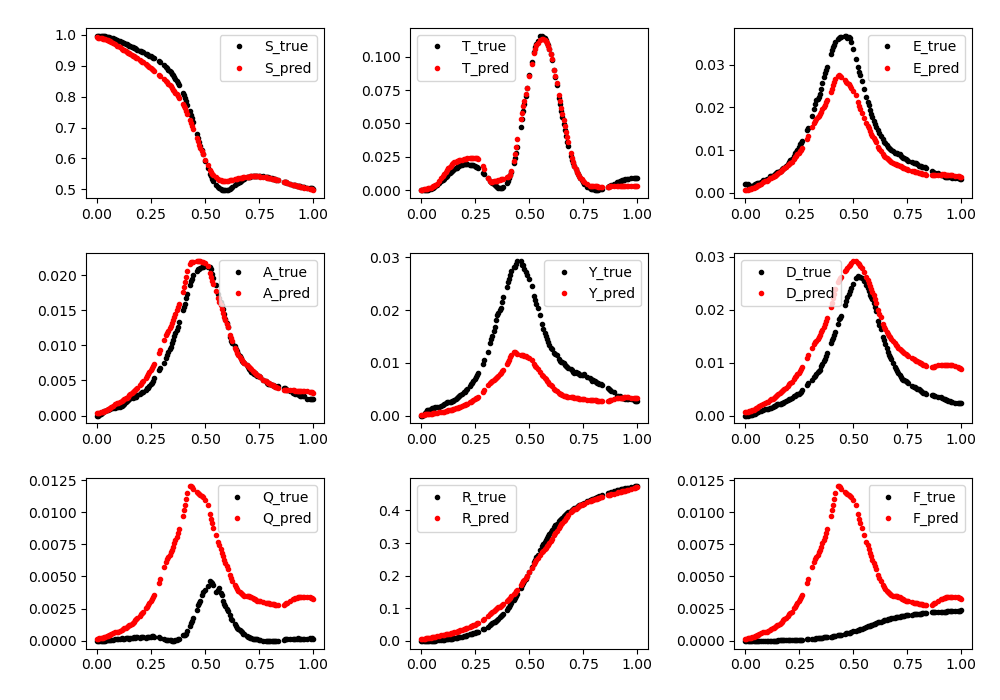 1.0
0.9
0.8
0.7
0.6
0.5
0.00 0.25 0.50 0.75 1.00
S_true
S_pred
0.100
0.075
0.050
0.025
0.000
0.00 0.25 0.50 0.75 1.00
T_true
T_pred
0.03
0.02
0.01
0.00
0.00 0.25 0.50 0.75 1.00
E_true
E_pred
0.020
0.015
0.010
0.005
0.000
0.00 0.25 0.50 0.75 1.00
A_true
A_pred
0.03
0.02
0.01
0.00
0.00 0.25 0.50 0.75 1.00
Y_true
Y_pred
0.03
0.02
0.01
0.00
0.00 0.25 0.50 0.75 1.00
D_true
D_pred
0.0125
0.0100
0.0075
0.0050
0.0025
0.0000
0.00 0.25 0.50 0.75 1.00
Q_true
Q_pred
0.4
0.3
0.2
0.1
0.0
0.00 0.25 0.50 0.75 1.00
R_true
R_pred
0.0125
0.0100
0.0075
0.0050
0.0025
0.0000
0.00 0.25 0.50 0.75 1.00
F_true
F_pred